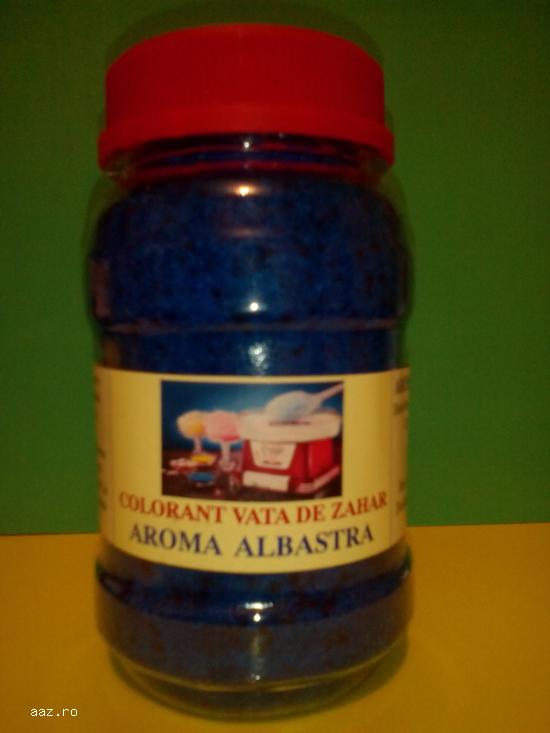 COLORANT VATA DE ZAHAR
AROMA ALBASTRA
aaz.ro